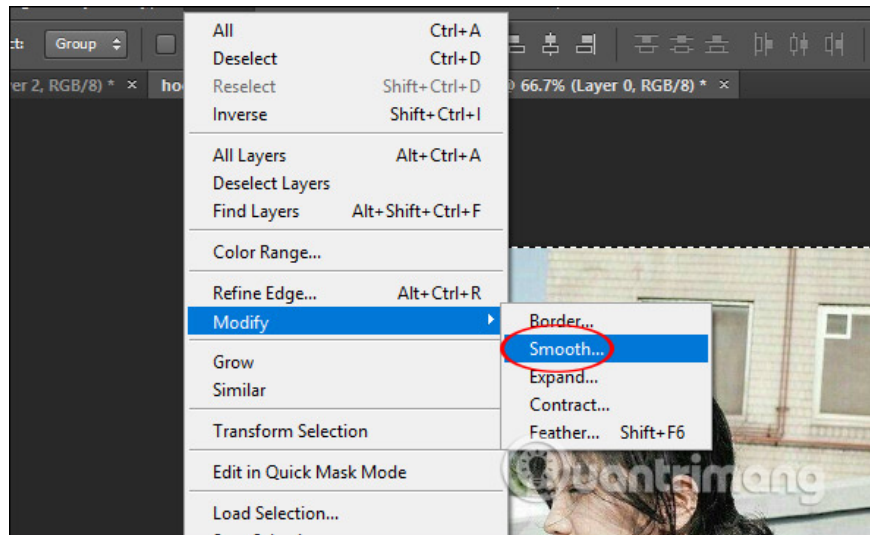 ct: Group
er 2, RGB/8) * × ho @ 66.7% (Layer 0, RGB/8) * ×
All Ctrl+A
Deselect Ctrl+D
Reselect Shift+Ctrl+D
Inverse Shift+Ctrl+I
All Layers Alt+Ctrl+A
Deselect Layers
Find Layers Alt+Shift+Ctrl+F
Color Range...
Refine Edge... Alt+Ctrl+R
Modify
Grow
Similar
Transform Selection
Edit in Quick Mask Mode
Load Selection...
Border...
Smooth...
Expand...
Contract...
Feather... Shift+F6
Quantrimang